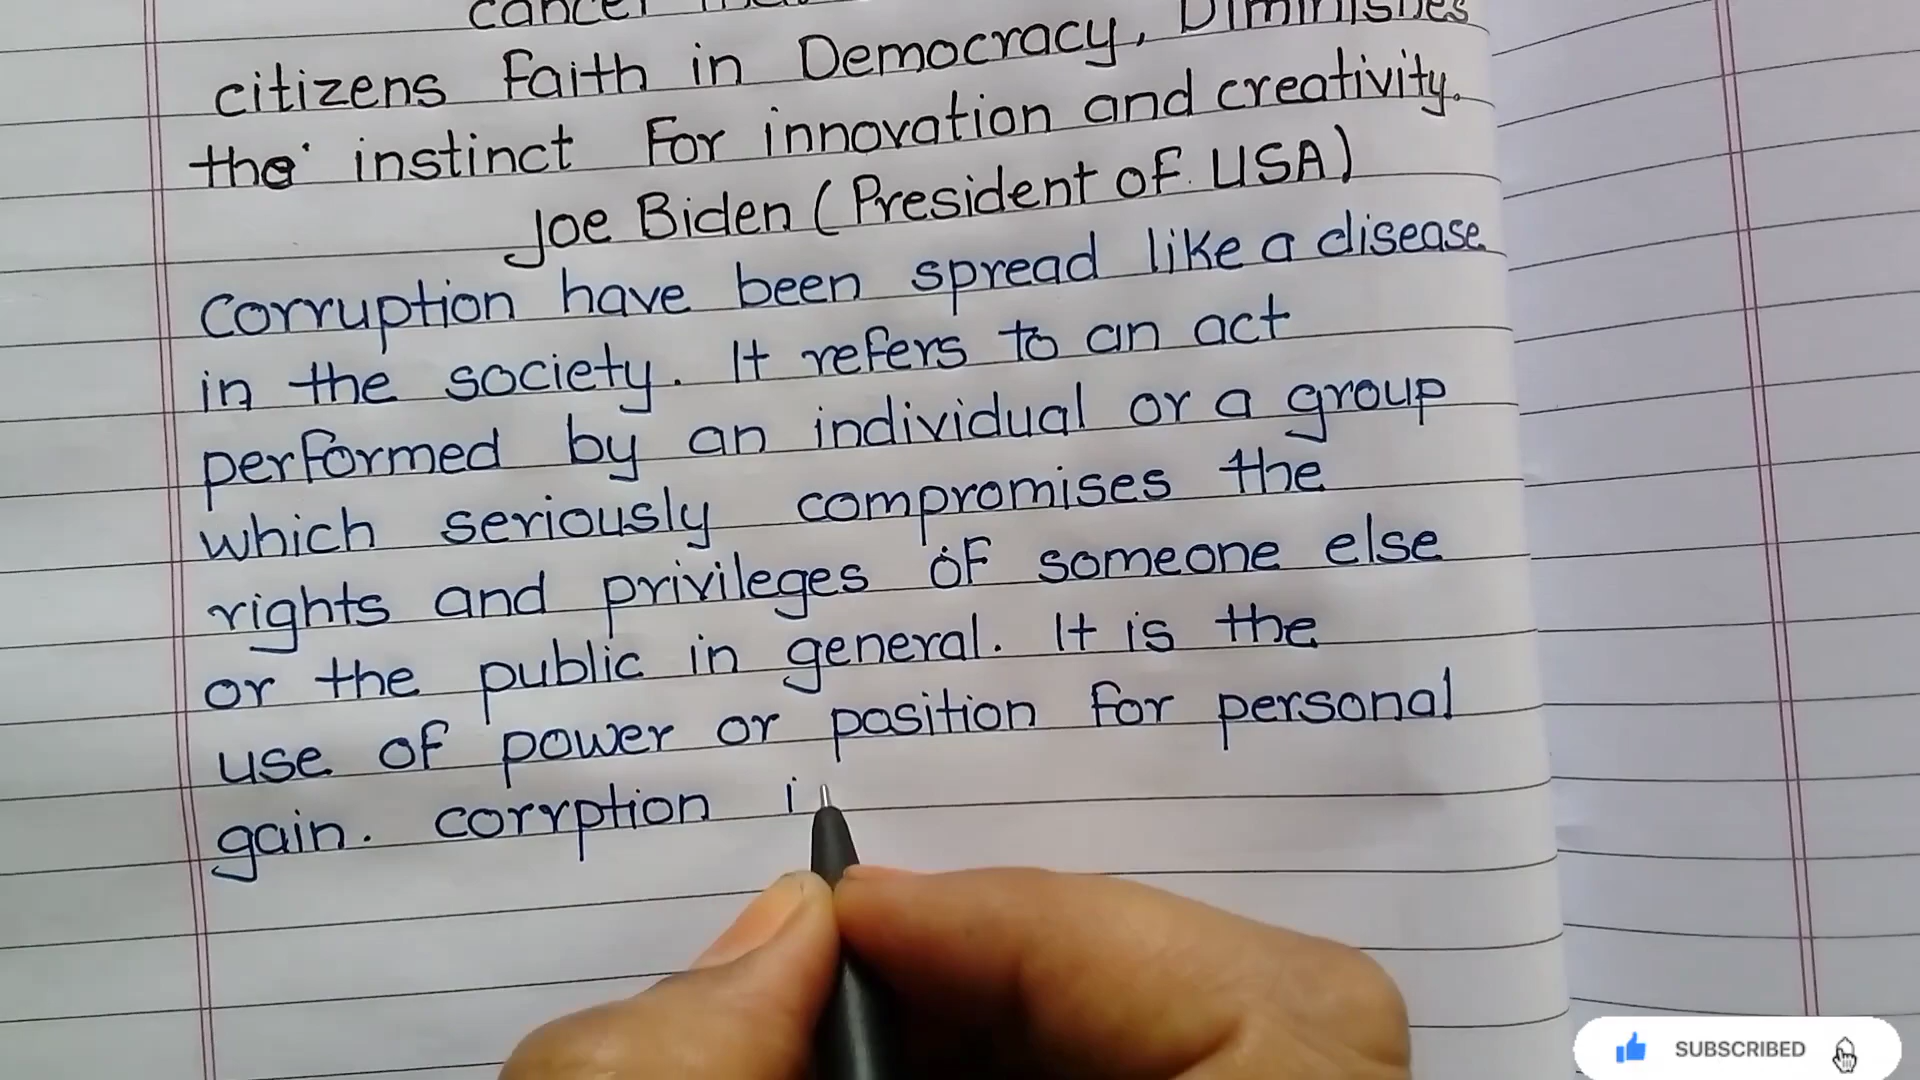 cancer
citizens faith in Democracy, Diminishes
the instinct For innovation and creativity.
Joe Biden (President of USA)
Corruption have been spread like a disease
in the society. It refers to an act
performed by an individual or a group
which seriously compromises the
rights and privileges of someone else
or the public in general. It is the
use of power or position for personal
gain. corrption i
SUBSCRIBED